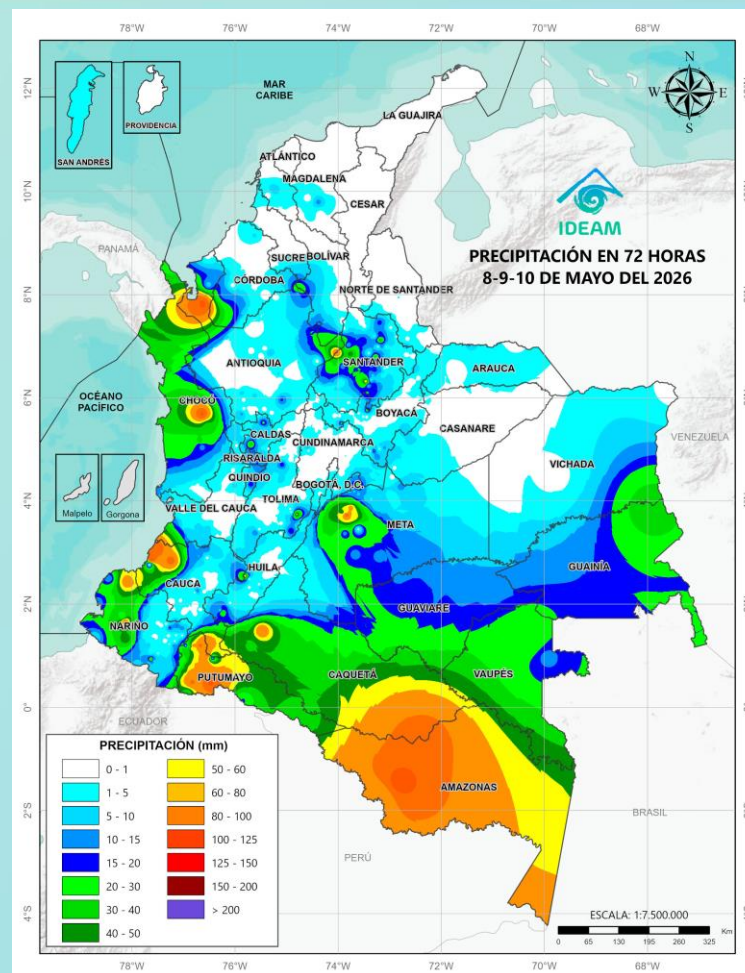 78°W 76°W 74°W 72°W 70°W 68°W
12°N
10°N
8°N
6°N
4°N
2°N
0°
2°S
4°S
N
W E
S
MAR
CARIBE
SAN ANDRÉS
PROVIDENCIA
LA GUAJIRA
ATLÁNTICO
MAGDALENA
CESAR
IDEAM
PRECIPITACIÓN EN 72 HORAS
8-9-10 DE MAYO DEL 2026
PANAMÁ
SUCRE
BOLÍVAR
CÓRDOBA
NORTE DE SANTANDER
ANTIOQUIA
SANTANDER
ARAUCA
OCÉANO
PACÍFICO
CHOCÓ
BOYACÁ
CASANARE
VENEZUELA
CALDAS
CUNDINAMARCA
RISARALDA
VICHADA
QUINDÍO
BOGOTÁ, D.C.
TOLIMA
Malpelo
Gorgona
VALLE DEL CAUCA
META
HUILA
GUAINÍA
CAUCA
GUAVIARE
NARIÑO
PUTUMAYO
CAQUETÁ
VAUPÉS
ECUADOR
AMAZONAS
BRASIL
PERÚ
PRECIPITACIÓN (mm)
0 - 1
1 - 5
5 - 10
10 - 15
15 - 20
20 - 30
30 - 40
40 - 50
50 - 60
60 - 80
80 - 100
100 - 125
125 - 150
150 - 200
> 200
ESCALA: 1:7.500.000
0 65 130 195 260 325 Km
78°W 76°W 74°W 72°W 70°W 68°W